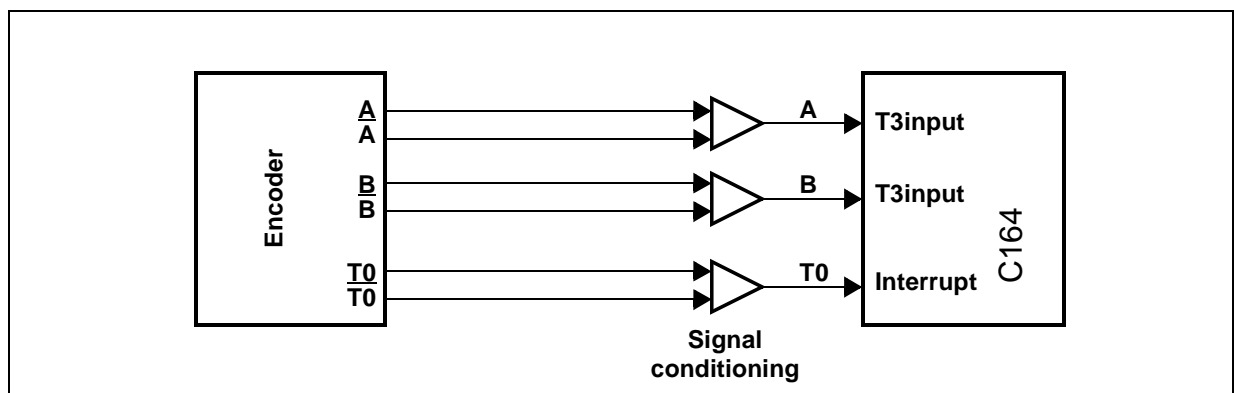 Encoder
A
A
B
B
T0
T0
A
B
T0
Signal
conditioning
T3input
T3input
Interrupt
C164